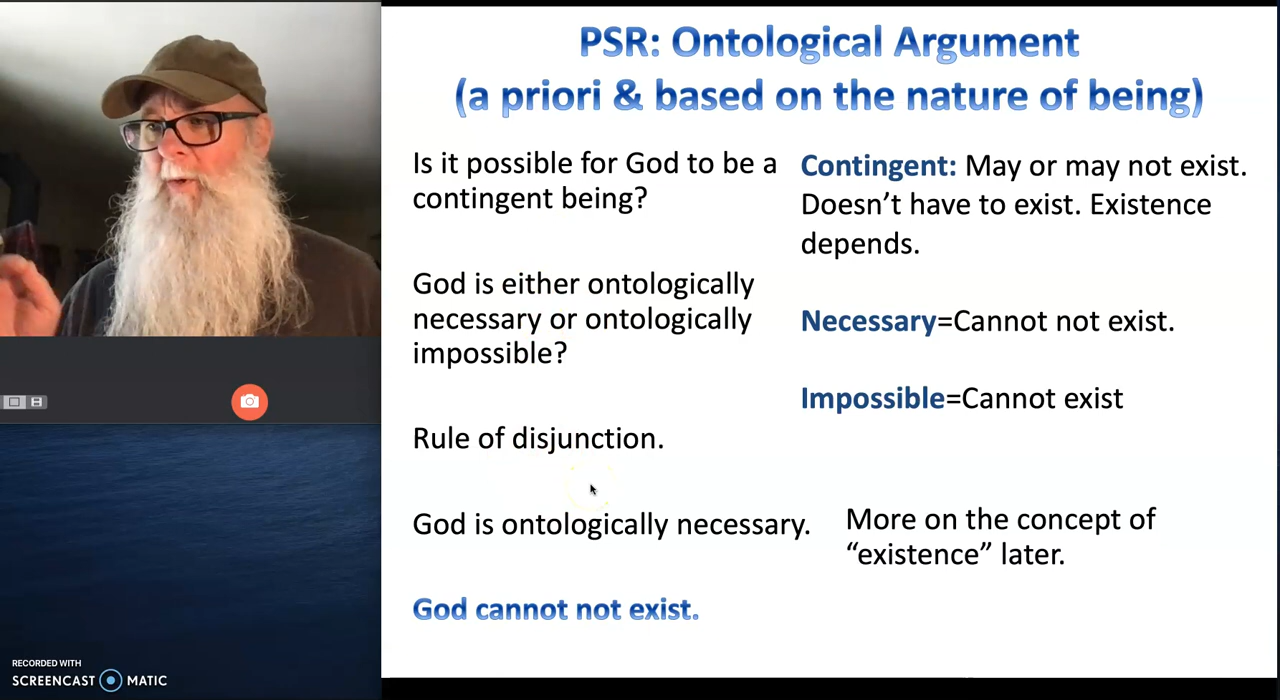 PSR: Ontological Argument
(a priori & based on the nature of being)
Is it possible for God to be a
contingent being?
God is either ontologically
necessary or ontologically
impossible?
Rule of disjunction.
God is ontologically necessary.
God cannot not exist.
Contingent: May or may not exist.
Doesn’t have to exist. Existence
depends.
Necessary=Cannot not exist.
Impossible=Cannot exist
More on the concept of
“existence” later.
RECORDED WITH
SCREENCAST MATIC